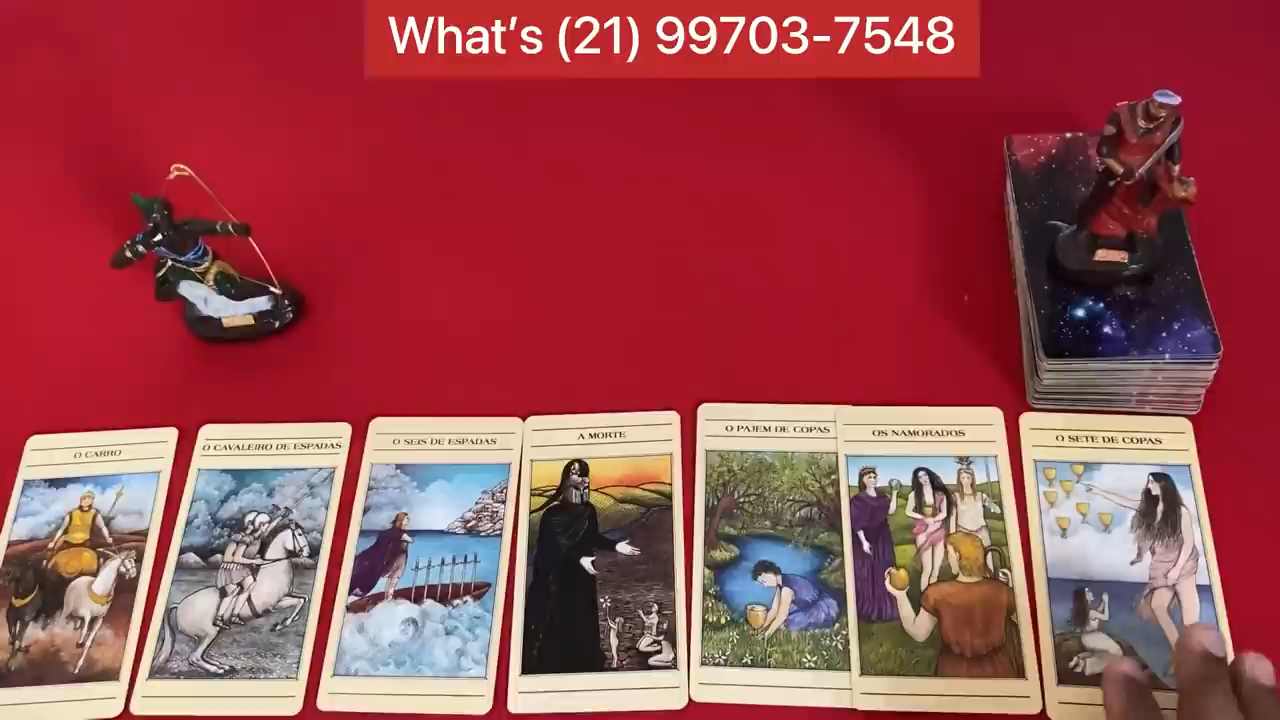 What’s (21) 99703-7548
O CARRO
O CAVALEIRO DE ESPADAS
O SEIS DE ESPADAS
A MORTE
O PAJEM DE COPAS
OS NAMORADOS
O SETE DE COPAS